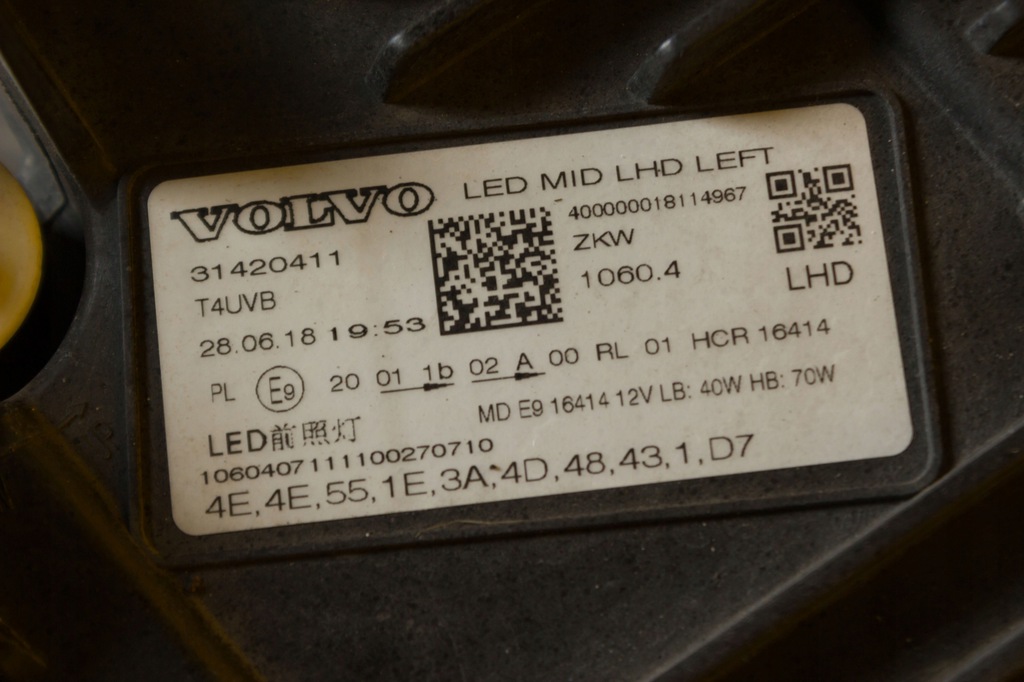 VOLVO LED MID LHD LEFT
31420411 400000018114967
T4UVB ZKW
28.06.18 19:53 1060.4 LHD
PL E9 20 01 1b 02 A 00 RL 01 HCR 16414
MD E9 16414 12V LB: 40W HB: 70W
LED前照灯
1060407111100270710
4E,4E,55,1E,3A,4D,48,43,1,D7